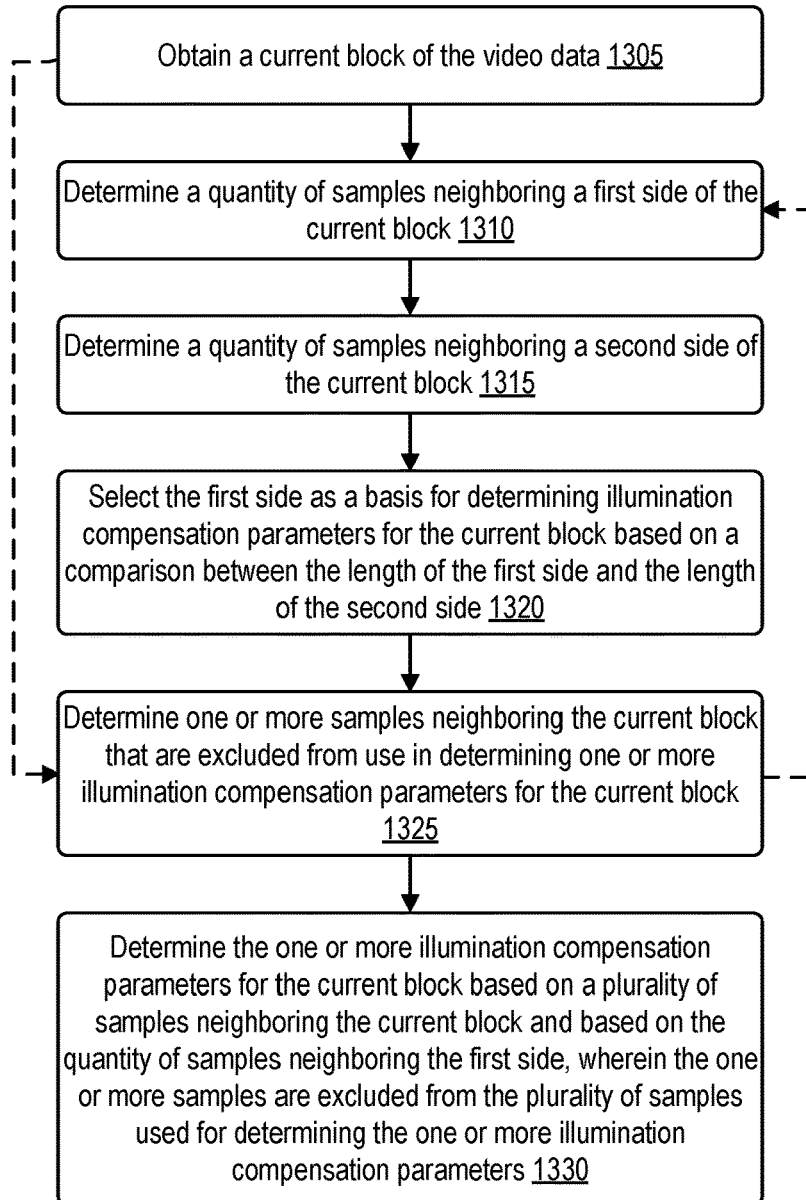 Obtain a current block of the video data 1305
Determine a quantity of samples neighboring a first side of the
current block 1310
Determine a quantity of samples neighboring a second side of
the current block 1315
Select the first side as a basis for determining illumination
compensation parameters for the current block based on a
comparison between the length of the first side and the length
of the second side 1320
Determine one or more samples neighboring the current block
that are excluded from use in determining one or more
illumination compensation parameters for the current block
1325
Determine the one or more illumination compensation
parameters for the current block based on a plurality of
samples neighboring the current block and based on the
quantity of samples neighboring the first side, wherein the one
or more samples are excluded from the plurality of samples
used for determining the one or more illumination
compensation parameters 1330